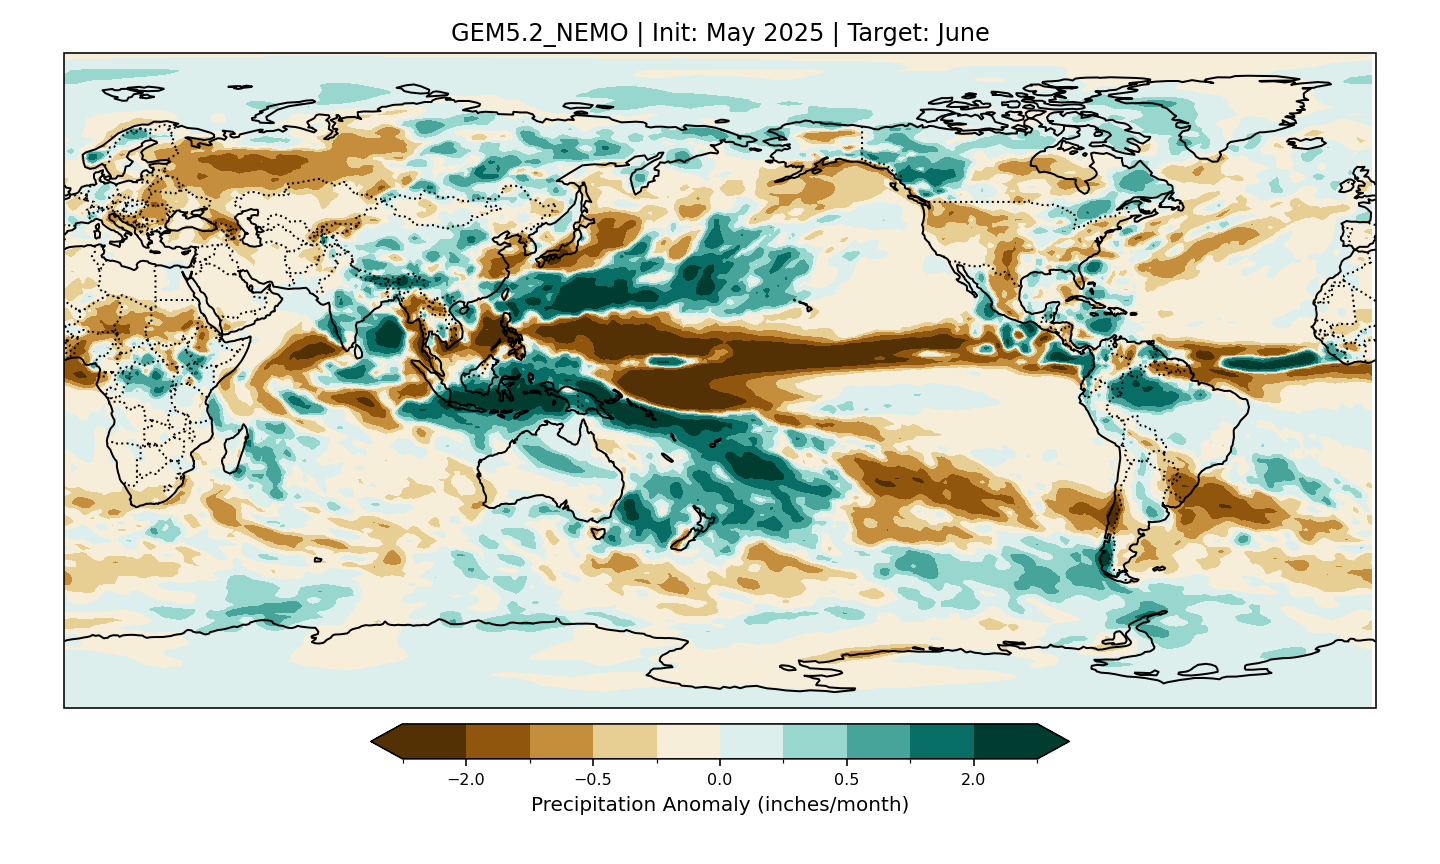 GEM5.2_NEMO | Init: May 2025 | Target: June
−2.0 −0.5 0.0 0.5 2.0
Precipitation Anomaly (inches/month)